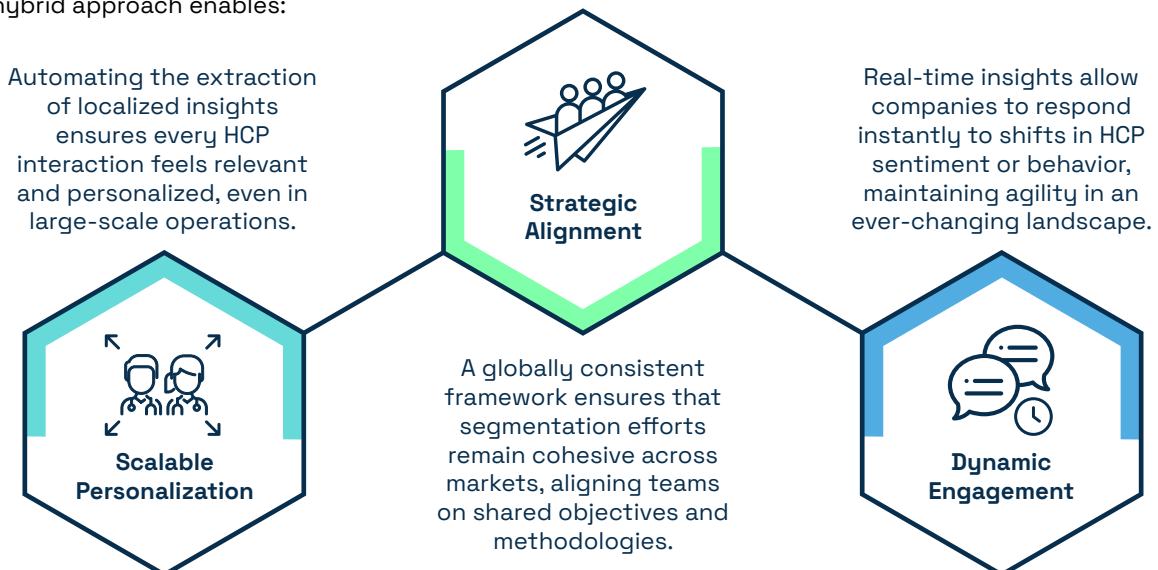 hybrid approach enables:
Automating the extraction
of localized insights
ensures every HCP
interaction feels relevant
and personalized, even in
large-scale operations.
Scalable
Personalization
Strategic
Alignment
A globally consistent
framework ensures that
segmentation efforts
remain cohesive across
markets, aligning teams
on shared objectives and
methodologies.
Real-time insights allow
companies to respond
instantly to shifts in HCP
sentiment or behavior,
maintaining agility in an
ever-changing landscape.
Dynamic
Engagement